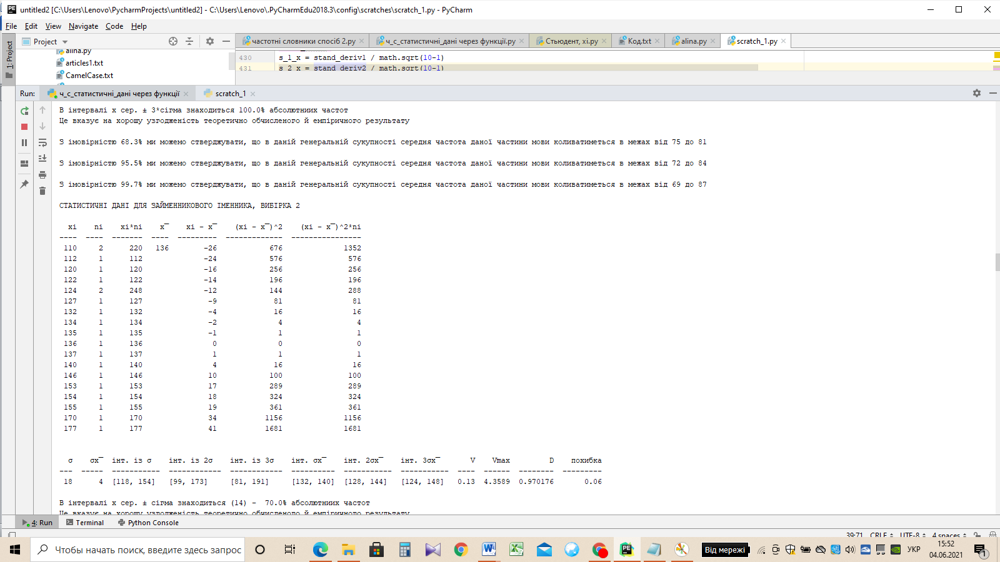 untitled2 [C:\Users\Lenovo\PycharmProjects\untitled2] - C:\Users\Lenovo\.PyCharmEdu2018.3\config\scratches\scratch_1.py - PyCharm
File Edit View Navigate Code Help
1: Project
Project
alina.py
articles1.txt
CamelCase.txt
частотні словники спосіб 2.py
ч_с_статистичні_дані через функції.py
Стьюдент, хі.py
Код.txt
alina.py
scratch_1.py
430 s_1_x = stand_deriv1 / math.sqrt(10-1)
431 s_2_x = stand_deriv2 / math.sqrt(10-1)
Run: ч_с_статистичні_дані через функції scratch_1
В інтервалі x сер. ± 3*сігма знаходиться 100.0% абсолютниих частот
Це вказує на хорошу узгодженість теоретично обчисленого й емпіричного результату
З імовірністю 68.3% ми можемо стверджувати, що в даній генеральній сукупності середня частота даної частини мови коливатиметься в межах від 75 до 81
З імовірністю 95.5% ми можемо стверджувати, що в даній генеральній сукупності середня частота даної частини мови коливатиметься в межах від 72 до 84
З імовірністю 99.7% ми можемо стверджувати, що в даній генеральній сукупності середня частота даної частини мови коливатиметься в межах від 69 до 87
СТАТИСТИЧНІ ДАНІ ДЛЯ ЗАЙМЕННИКОВОГО ІМЕННИКА, ВИБІРКА 2
xi ni xi*ni x¯ xi - x¯ (xi - x¯)^2 (xi - x¯)^2*ni
---- ---- ------- ---- --------- ------------- ----------------
110 2 220 136 -26 676 1352
112 1 112 -24 576 576
120 1 120 -16 256 256
122 1 122 -14 196 196
124 2 248 -12 144 288
127 1 127 -9 81 81
132 1 132 -4 16 16
134 1 134 -2 4 4
135 1 135 -1 1 1
136 1 136 0 0 0
137 1 137 1 1 1
140 1 140 4 16 16
146 1 146 10 100 100
153 1 153 17 289 289
154 1 154 18 324 324
155 1 155 19 361 361
170 1 170 34 1156 1156
177 1 177 41 1681 1681
σ σx¯ інт. із σ інт. із 2σ інт. із 3σ інт. σx¯ інт. 2σx¯ інт. 3σx¯ V Vmax D похибка
--- ----- ----------- ------------ ------------ ---------- ----------- ----------- ---- ------ -------- ---------
18 4 [118, 154] [99, 173] [81, 191] [132, 140] [128, 144] [124, 148] 0.13 4.3589 0.970176 0.06
В інтервалі x сер. ± сігма знаходиться (14) - 70.0% абсолютниих частот
Це вказує на хорошу узгодженість теоретично обчисленого й емпіричного результату
4: Run Terminal Python Console
39:71 CRLF UTF-8 4 spaces
Чтобы начать поиск, введите здесь запрос
Від мережі
УКР
15:52
04.06.2021
1